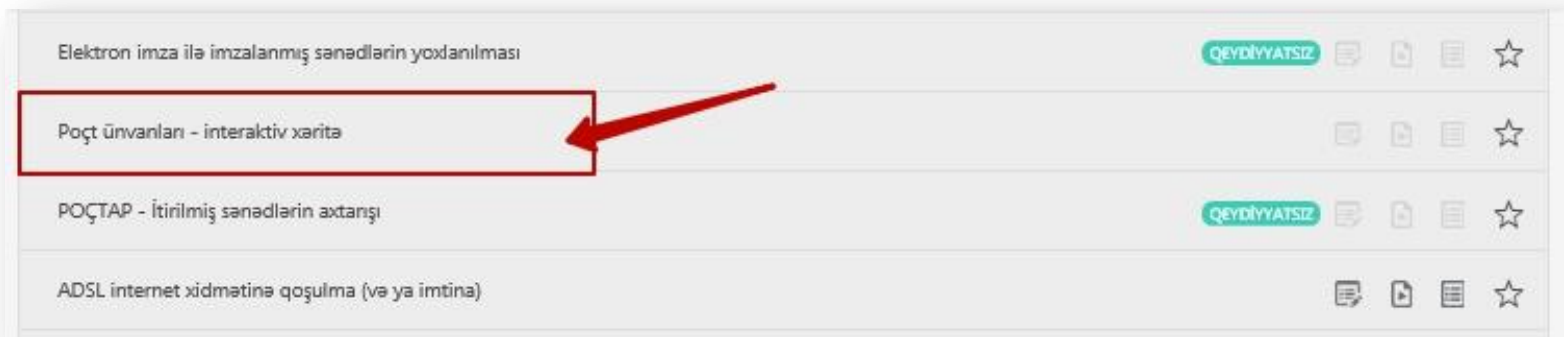 Elektron imza ilə imzalanmış sənədlərin yoxlanılması QEYDİYYATSIZ
Poçt ünvanları - interaktiv xəritə
POÇTAP - İtirilmiş sənədlərin axtarışı QEYDİYYATSIZ
ADSL internet xidmətinə qoşulma (və ya imtina)